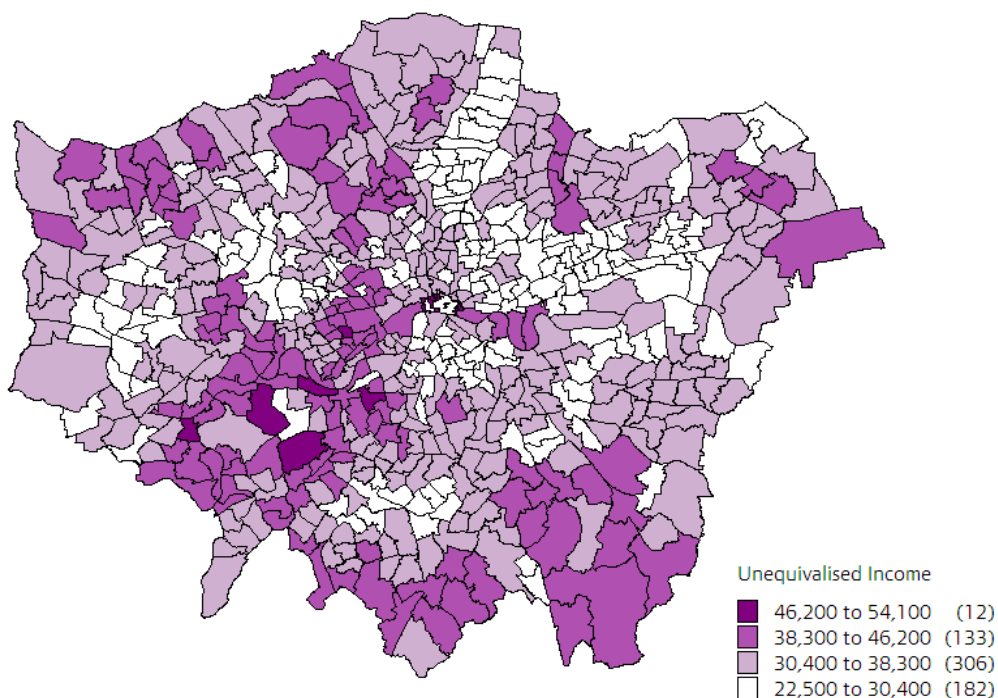 Unequivalised Income
46,200 to 54,100 (12)
38,300 to 46,200 (133)
30,400 to 38,300 (306)
22,500 to 30,400 (182)